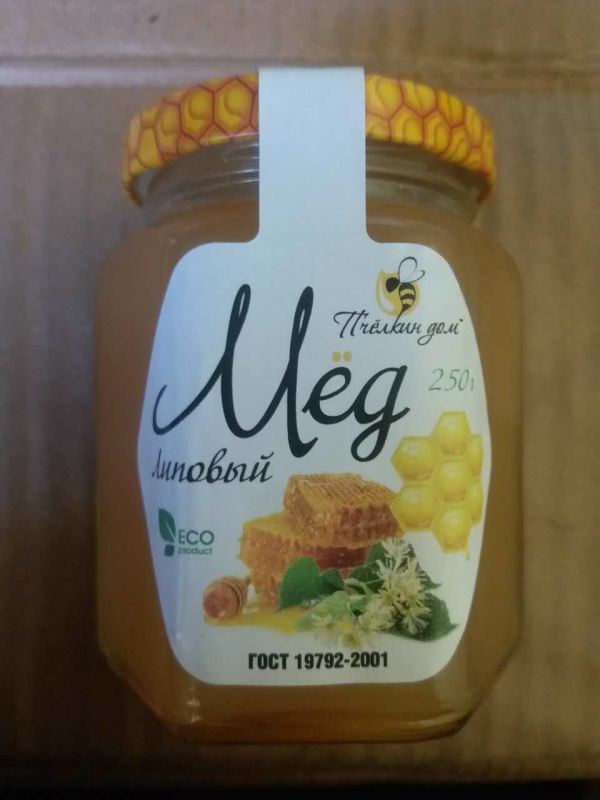 Пчёлкин дом
Мёд
250г
Липовый
ECO
product
ГОСТ 19792-2001